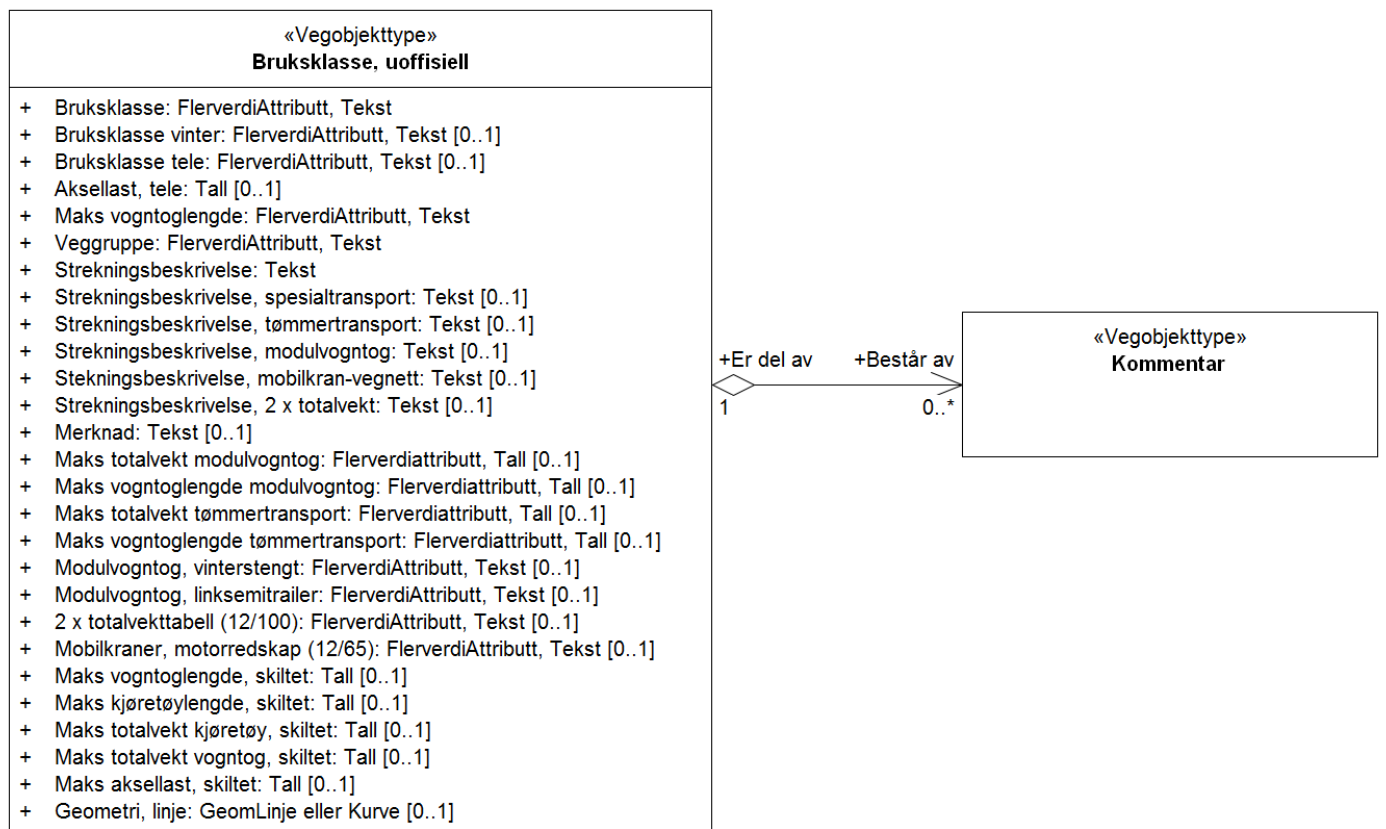 «Vegobjekttype»
Bruksklasse, uoffisiell
+ Bruksklasse: FlerverdiAttributt, Tekst
+ Bruksklasse vinter: FlerverdiAttributt, Tekst [0..1]
+ Bruksklasse tele: FlerverdiAttributt, Tekst [0..1]
+ Aksellast, tele: Tall [0..1]
+ Maks vogntoglengde: FlerverdiAttributt, Tekst
+ Veggruppe: FlerverdiAttributt, Tekst
+ Strekningsbeskrivelse: Tekst
+ Strekningsbeskrivelse, spesialtransport: Tekst [0..1]
+ Strekningsbeskrivelse, tømmertransport: Tekst [0..1]
+ Strekningsbeskrivelse, modulvogntog: Tekst [0..1]
+ Stekningsbeskrivelse, mobilkran-vegnett: Tekst [0..1]
+ Strekningsbeskrivelse, 2 x totalvekt: Tekst [0..1]
+ Merknad: Tekst [0..1]
+ Maks totalvekt modulvogntog: Flerverdiattributt, Tall [0..1]
+ Maks vogntoglengde modulvogntog: Flerverdiattributt, Tall [0..1]
+ Maks totalvekt tømmertransport: Flerverdiattributt, Tall [0..1]
+ Maks vogntoglengde tømmertransport: Flerverdiattributt, Tall [0..1]
+ Modulvogntog, vinterstengt: FlerverdiAttributt, Tekst [0..1]
+ Modulvogntog, linksemitrailer: FlerverdiAttributt, Tekst [0..1]
+ 2 x totalvekttabell (12/100): FlerverdiAttributt, Tekst [0..1]
+ Mobilkraner, motorredskap (12/65): FlerverdiAttributt, Tekst [0..1]
+ Maks vogntoglengde, skiltet: Tall [0..1]
+ Maks kjøretøylengde, skiltet: Tall [0..1]
+ Maks totalvekt kjøretøy, skiltet: Tall [0..1]
+ Maks totalvekt vogntog, skiltet: Tall [0..1]
+ Maks aksellast, skiltet: Tall [0..1]
+ Geometri, linje: GeomLinje eller Kurve [0..1]
+Er del av +Består av
1 0..*
«Vegobjekttype»
Kommentar